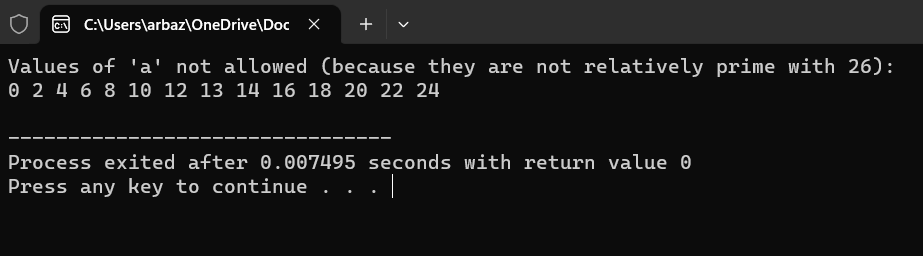 C:\Users\arbaz\OneDrive\Doc
Values of 'a' not allowed (because they are not relatively prime with 26):
0 2 4 6 8 10 12 13 14 16 18 20 22 24
--------------------------------
Process exited after 0.007495 seconds with return value 0
Press any key to continue . . .